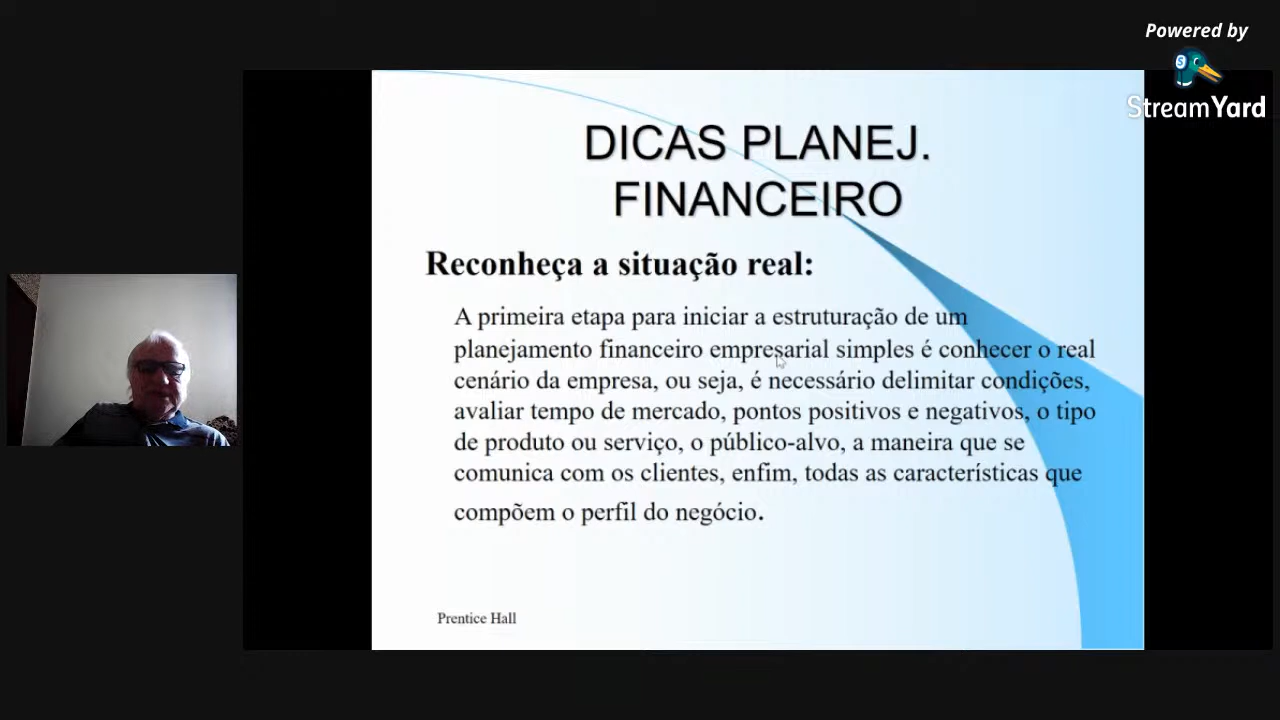 Powered by
StreamYard
DICAS PLANEJ.
FINANCEIRO
Reconheça a situação real:
A primeira etapa para iniciar a estruturação de um
planejamento financeiro empresarial simples é conhecer o real
cenário da empresa, ou seja, é necessário delimitar condições,
avaliar tempo de mercado, pontos positivos e negativos, o tipo
de produto ou serviço, o público-alvo, a maneira que se
comunica com os clientes, enfim, todas as características que
compõem o perfil do negócio.
Prentice Hall